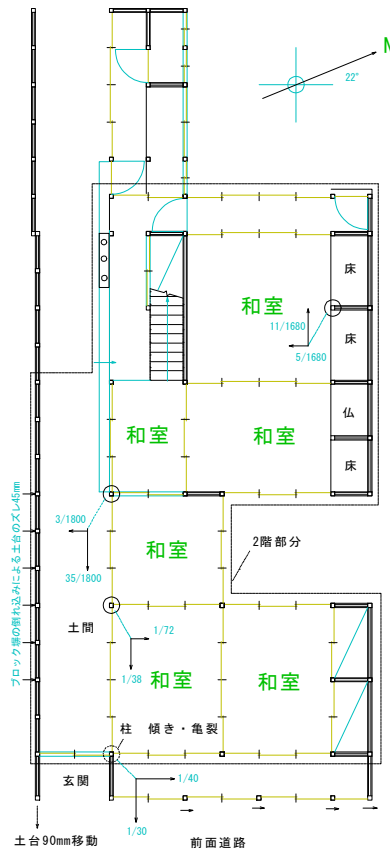 N
22°
床
和室
11/1680
5/1680
床
和室
和室
仏
床
3/1800
和室
35/1800
2階部分
ブロック塀の倒れ込みによる土台のズレ45mm
土間
1/72
1/38
和室
和室
柱 傾き・亀裂
玄関
1/40
1/30
土台90mm移動
前面道路